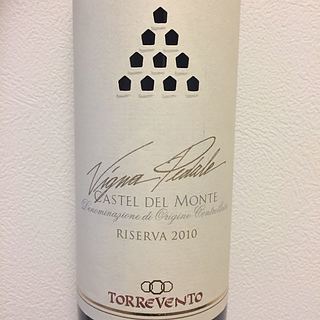 Vigna Pedale
CASTEL DEL MONTE
Denominazione di Origine Controllata
RISERVA 2010
TORREVENTO